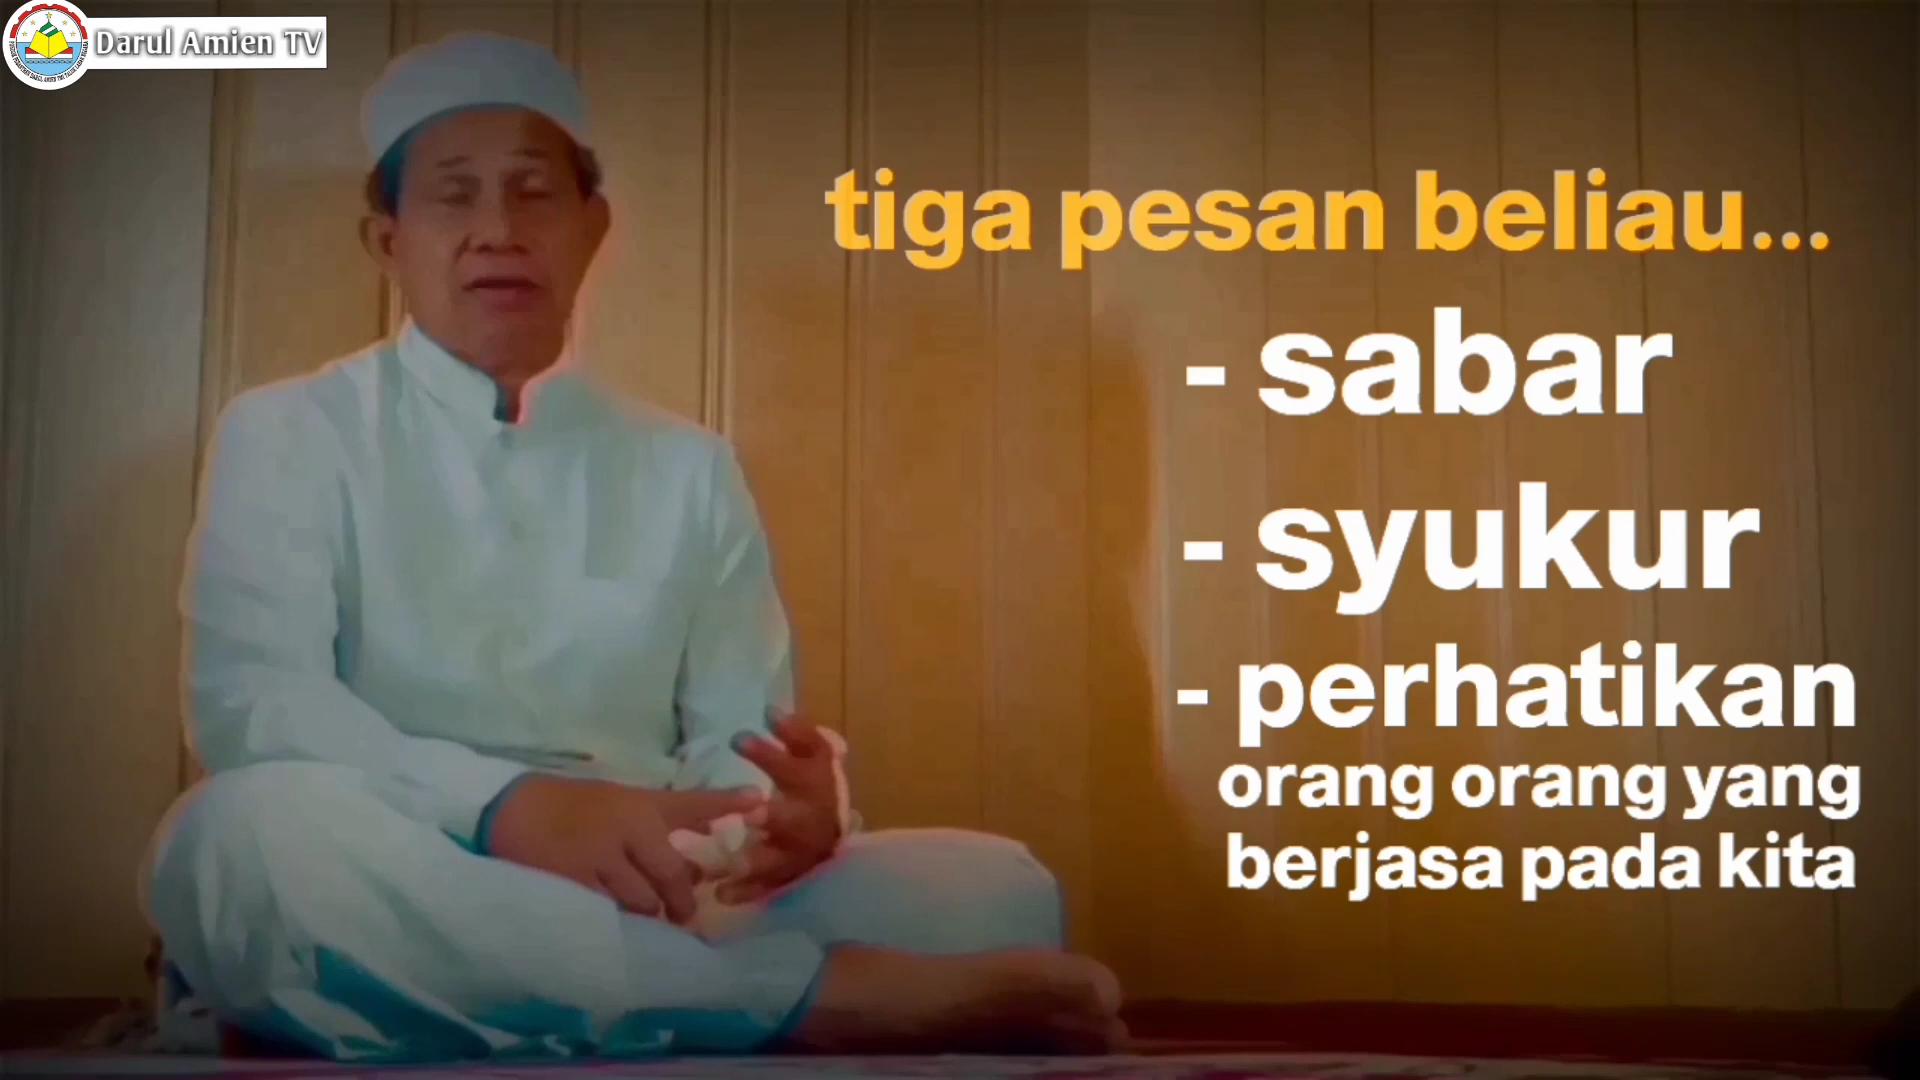 Darul Amien TV
tiga pesan beliau...
- sabar
- syukur
- perhatikan
orang orang yang
berjasa pada kita